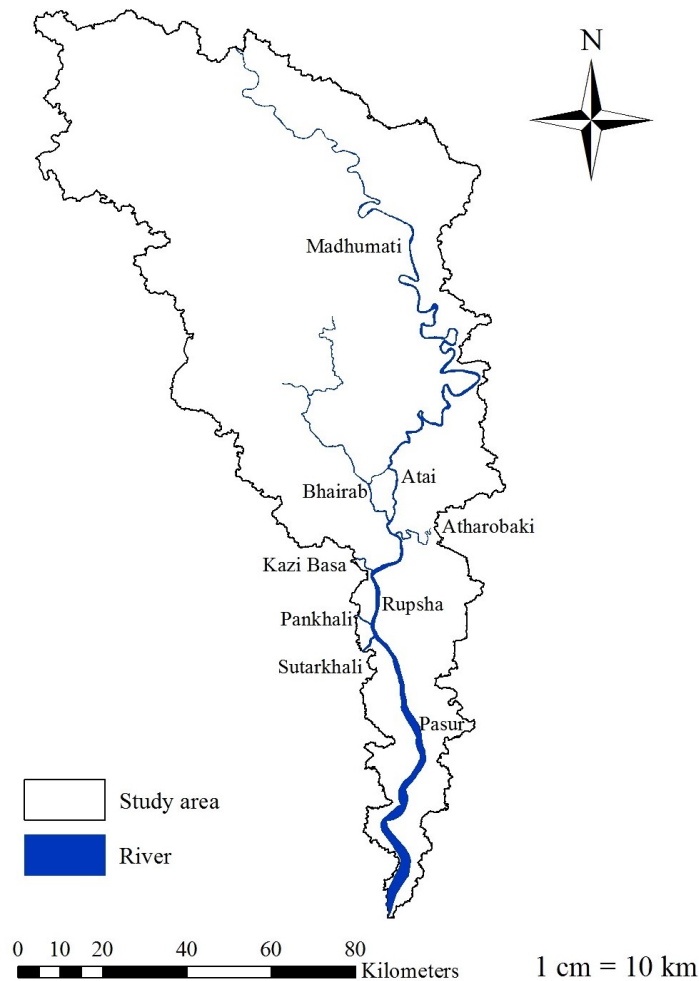 N
Madhumati
Atai
Bhairab
Atharobaki
Kazi Basa
Rupsha
Pankhali
Sutarkhali
Pasur
Study area
River
0 10 20 40 60 80
Kilometers
1 cm = 10 km